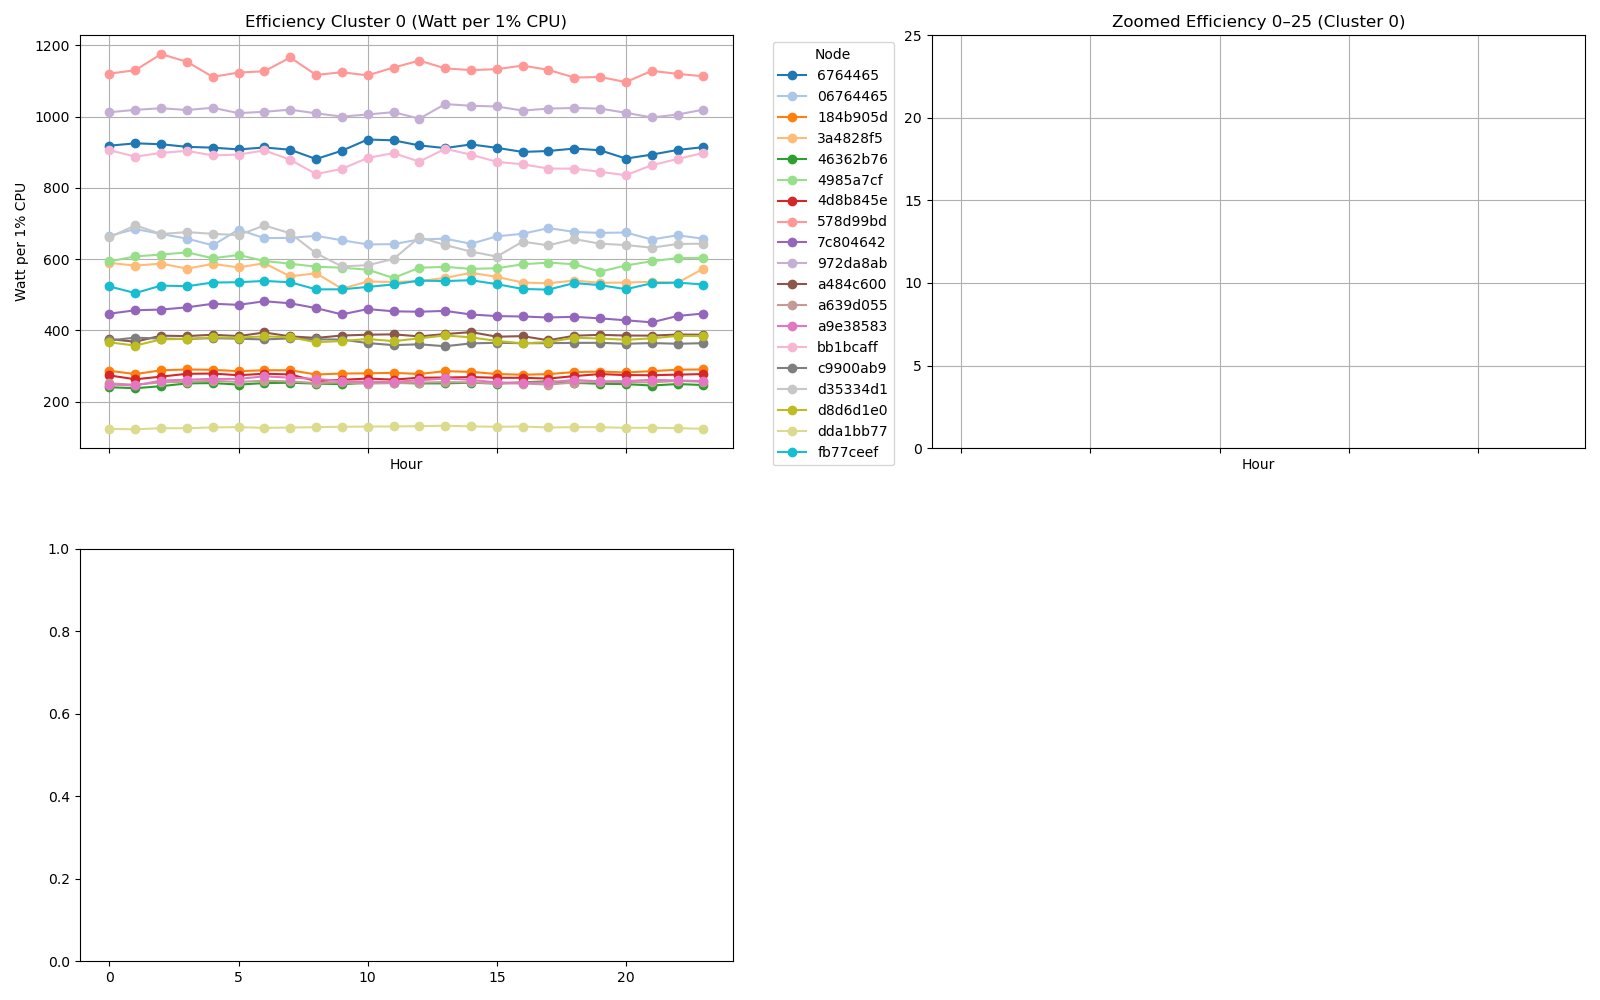 Efficiency Cluster 0 (Watt per 1% CPU)
1200
1000
800
600
400
200
Watt per 1% CPU
Hour
Node
6764465
06764465
184b905d
3a4828f5
46362b76
4985a7cf
4d8b845e
578d99bd
7c804642
972da8ab
a484c600
a639d055
a9e38583
bb1bcaff
c9900ab9
d35334d1
d8d6d1e0
dda1bb77
fb77ceef
Zoomed Efficiency 0–25 (Cluster 0)
25
20
15
10
5
0
Hour
1.0
0.8
0.6
0.4
0.2
0.0
0 5 10 15 20